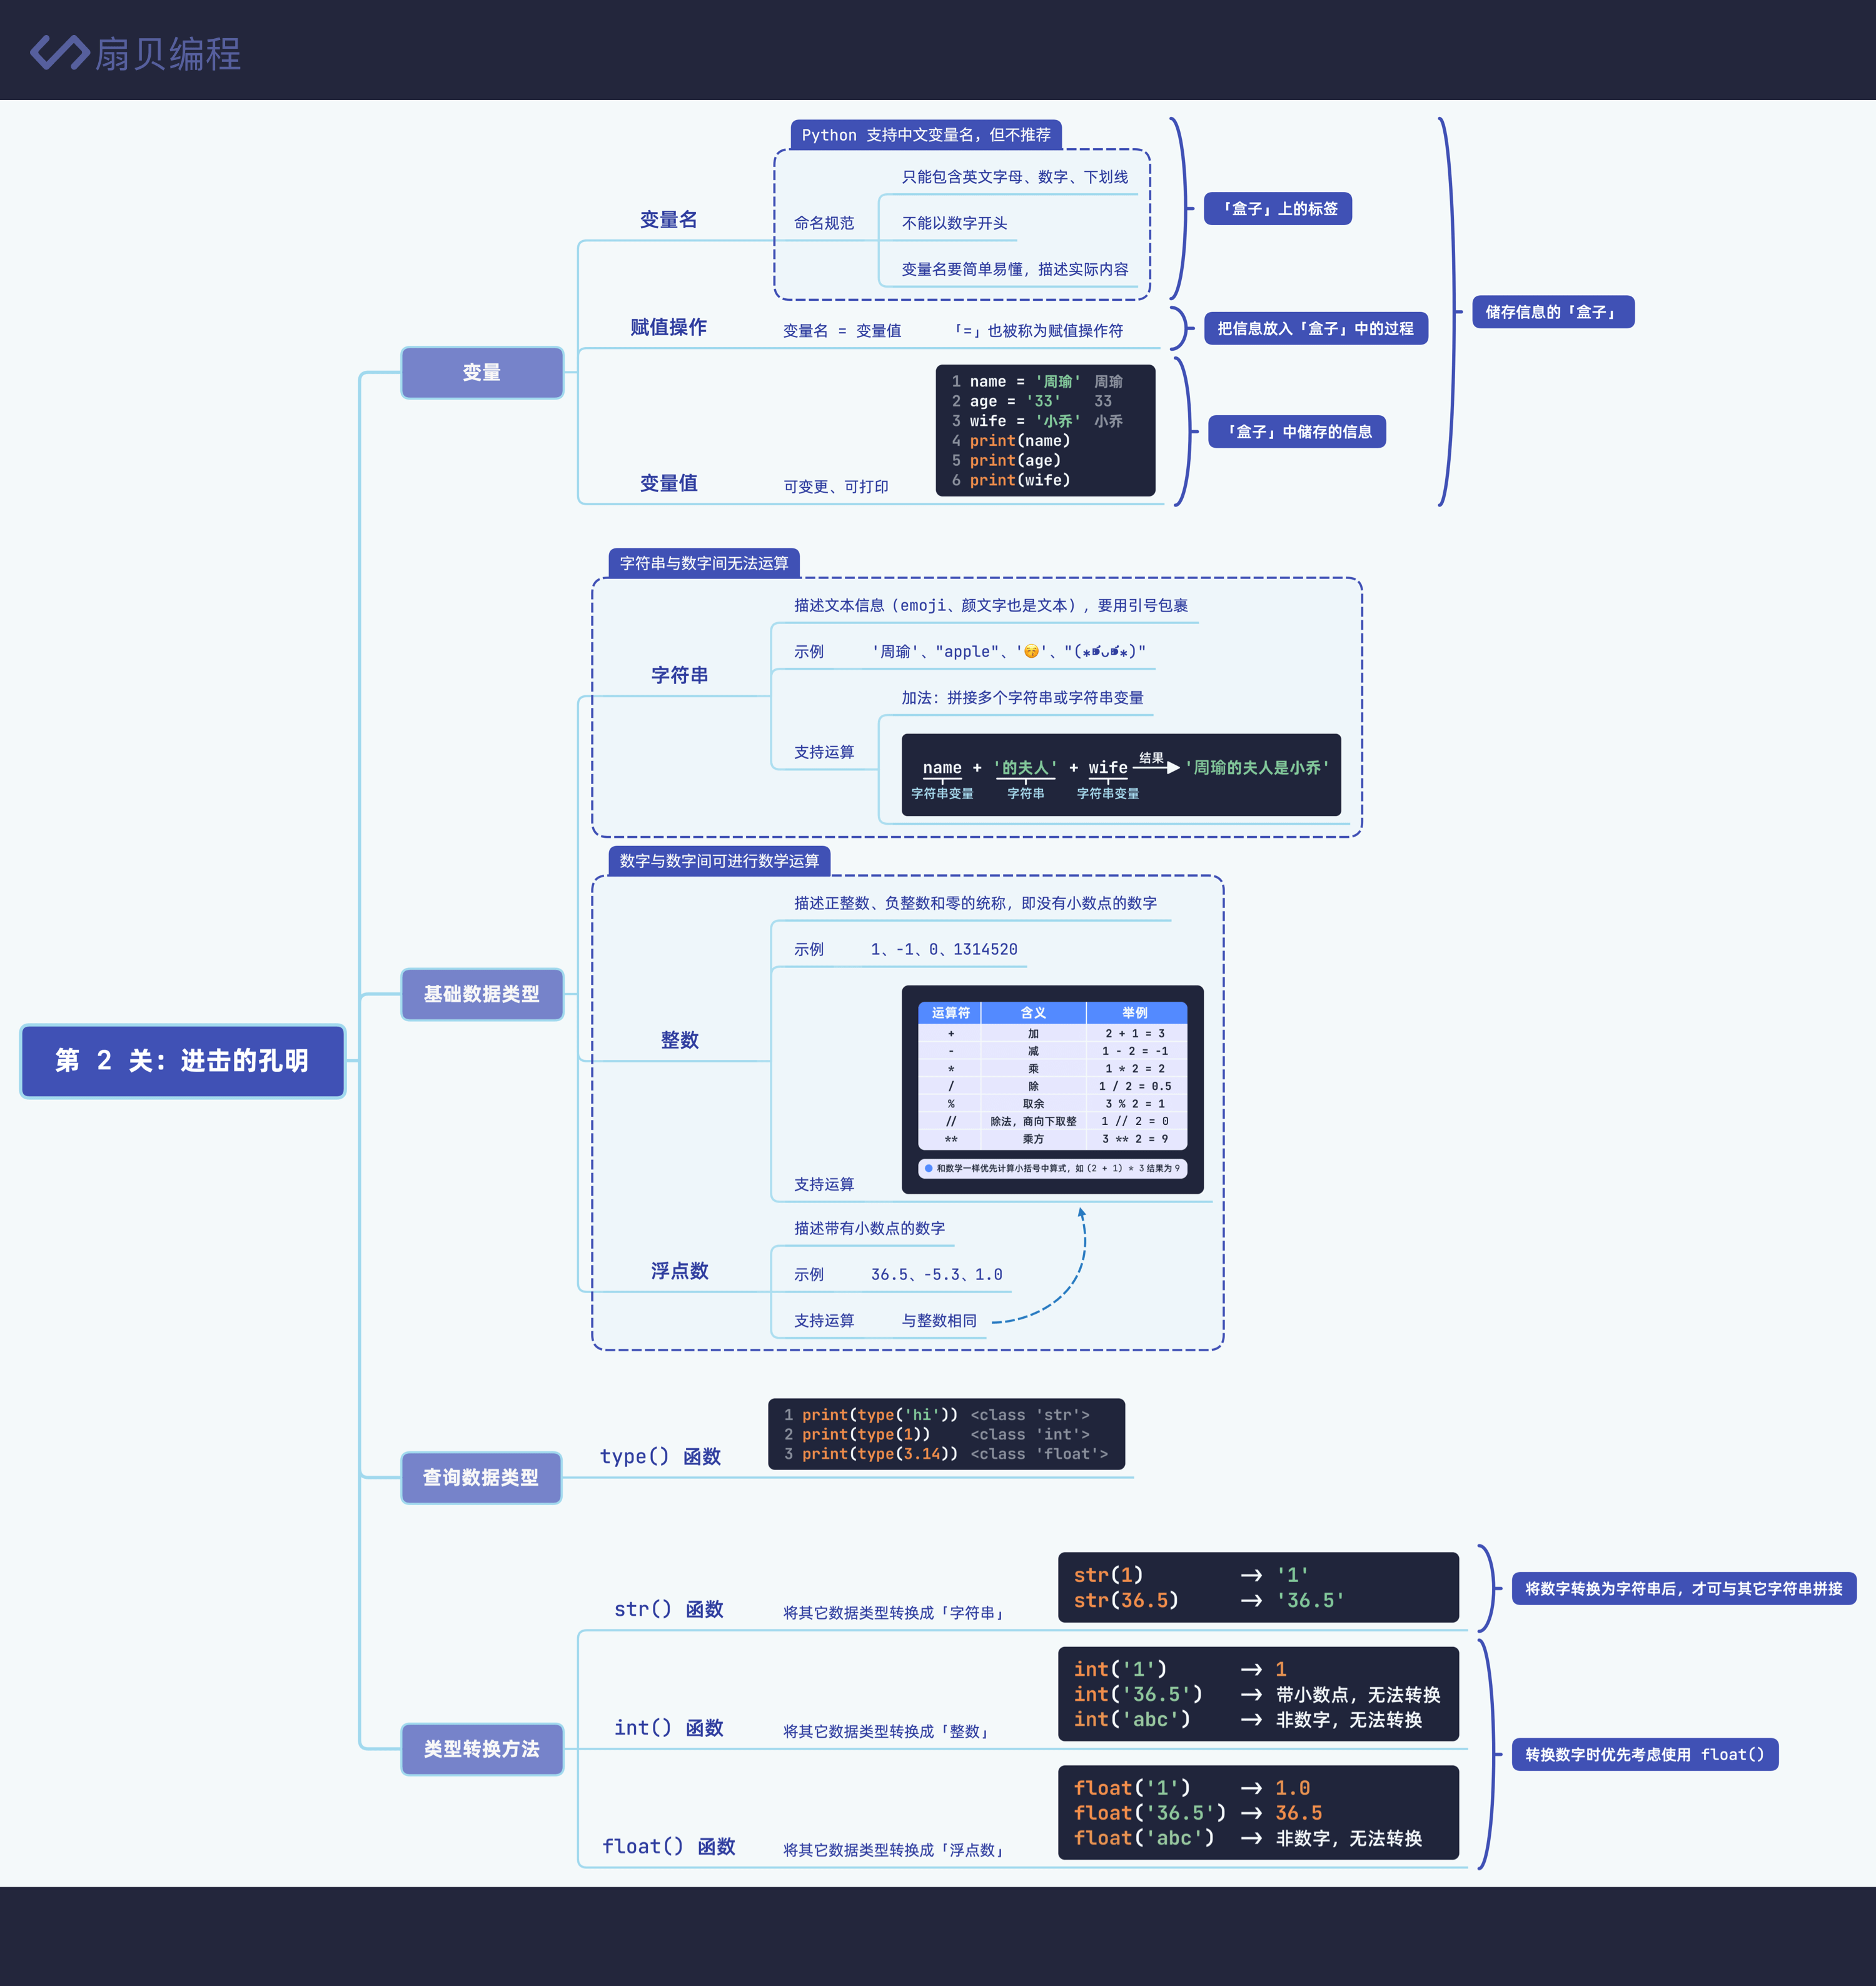 扇贝编程
第 2 关：进击的孔明
变量
变量名
Python 支持中文变量名，但不推荐
命名规范
只能包含英文字母、数字、下划线
不能以数字开头
变量名要简单易懂，描述实际内容
「盒子」上的标签
赋值操作
变量名 = 变量值
「=」也被称为赋值操作符
把信息放入「盒子」中的过程
变量值
可变更、可打印
1 name = '周瑜' 周瑜
2 age = '33' 33
3 wife = '小乔' 小乔
4 print(name)
5 print(age)
6 print(wife)
「盒子」中储存的信息
储存信息的「盒子」
基础数据类型
字符串与数字间无法运算
字符串
描述文本信息（emoji、颜文字也是文本），要用引号包裹
示例
'周瑜'、"apple"、'😚'、"(⁎⁍̴̛ᴗ⁍̴̛⁎)"
支持运算
加法：拼接多个字符串或字符串变量
name + '的夫人' + wife 结果 '周瑜的夫人是小乔'
字符串变量 字符串 字符串变量
数字与数字间可进行数学运算
整数
描述正整数、负整数和零的统称，即没有小数点的数字
示例
1、-1、0、1314520
支持运算
运算符 含义 举例
+ 加 2 + 1 = 3
- 减 1 - 2 = -1
* 乘 1 * 2 = 2
/ 除 1 / 2 = 0.5
% 取余 3 % 2 = 1
// 除法，商向下取整 1 // 2 = 0
** 乘方 3 ** 2 = 9
和数学一样优先计算小括号中算式，如 (2 + 1) * 3 结果为 9
浮点数
描述带有小数点的数字
示例
36.5、-5.3、1.0
支持运算
与整数相同
查询数据类型
type() 函数
1 print(type('hi')) <class 'str'>
2 print(type(1)) <class 'int'>
3 print(type(3.14)) <class 'float'>
类型转换方法
str() 函数
将其它数据类型转换成「字符串」
str(1) → '1'
str(36.5) → '36.5'
将数字转换为字符串后，才可与其它字符串拼接
int() 函数
将其它数据类型转换成「整数」
int('1') → 1
int('36.5') → 带小数点，无法转换
int('abc') → 非数字，无法转换
float() 函数
将其它数据类型转换成「浮点数」
float('1') → 1.0
float('36.5') → 36.5
float('abc') → 非数字，无法转换
转换数字时优先考虑使用 float()